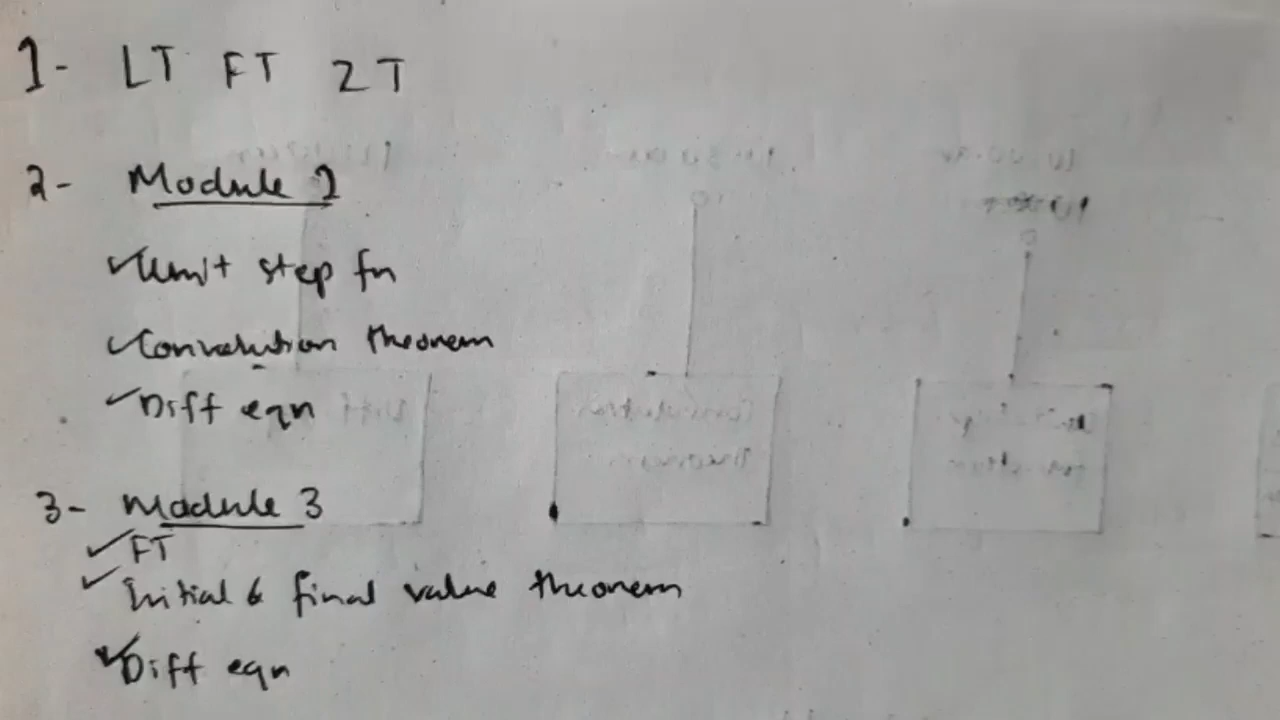 1- LT FT ZT
2- Module 2
✓Unit step fn
✓Convolution theorem
✓Diff eqn
3- Module 3
✓FT
✓Initial & final value theorem
✓Diff eqn